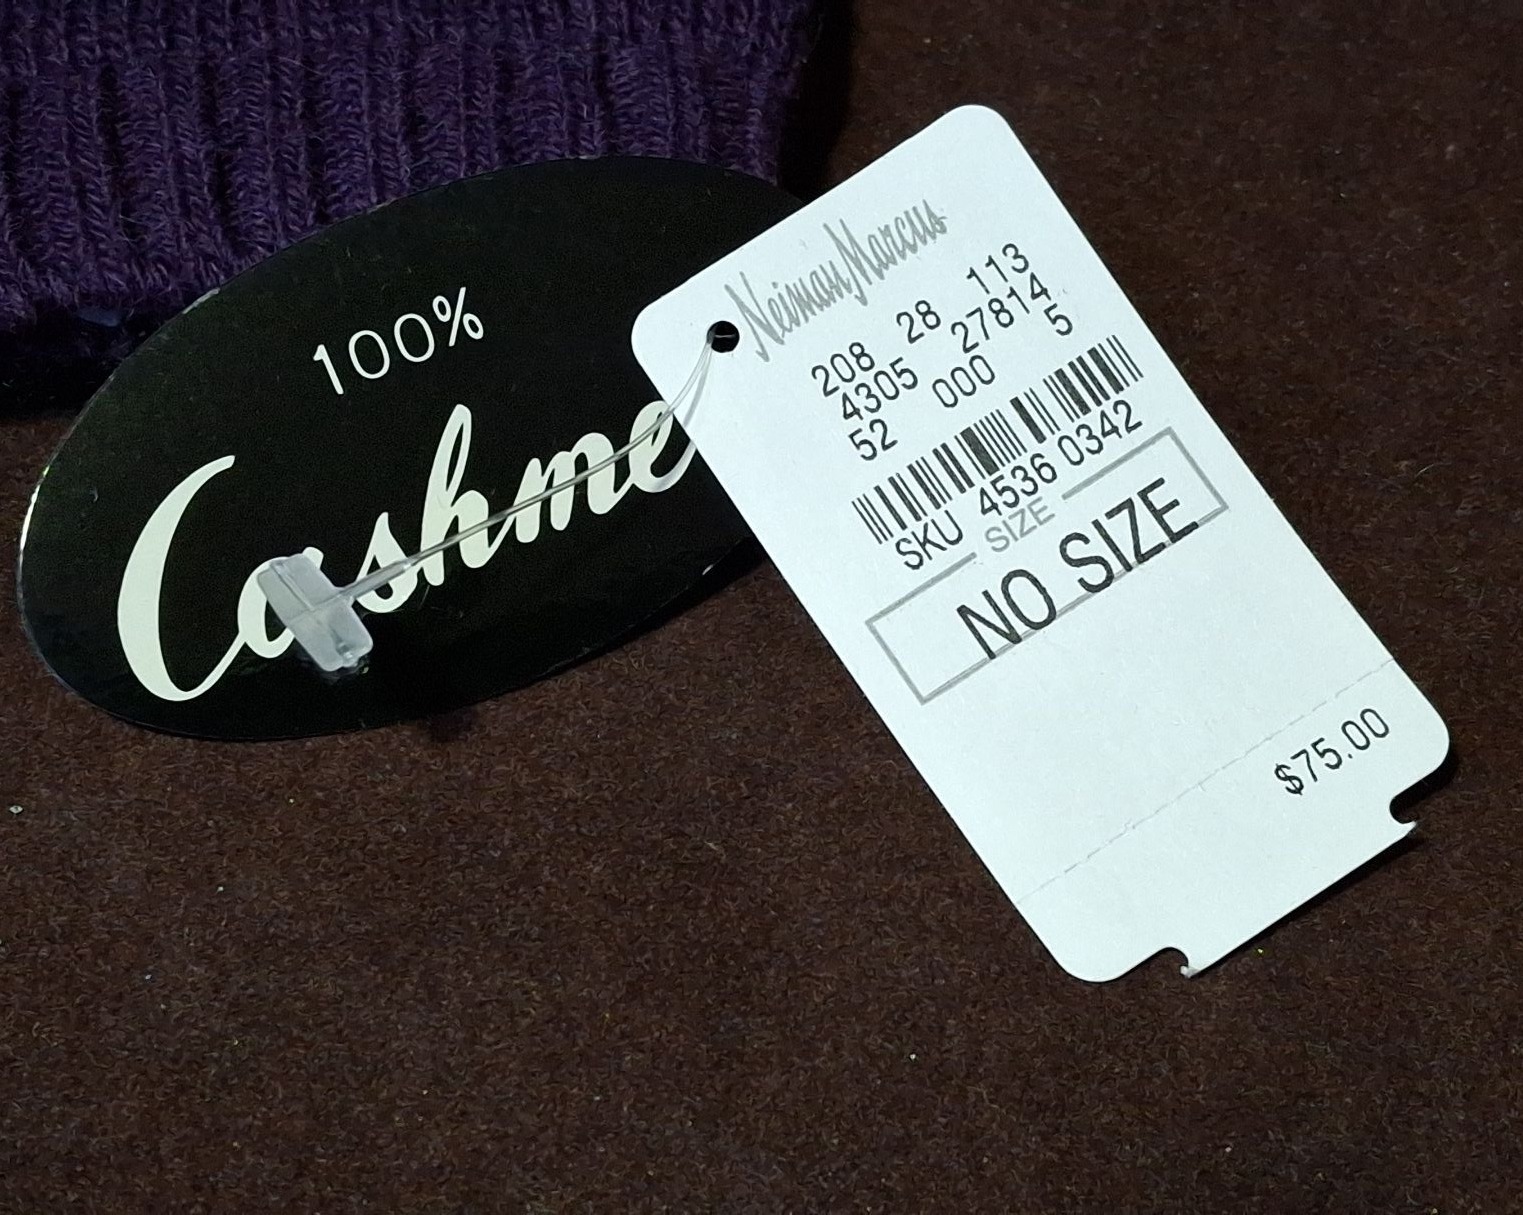 100%
Cashme
Neiman Marcus
208 28 113
4305 27814
52 000 5
SKU 4536 0342
SIZE
NO SIZE
$75.00